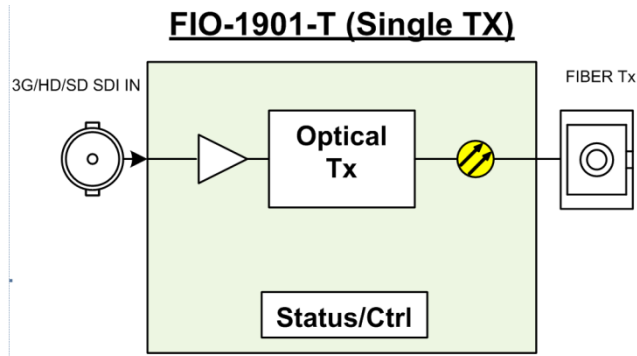 FIO-1901-T (Single TX)
3G/HD/SD SDI IN
FIBER Tx
Optical
Tx
Status/Ctrl